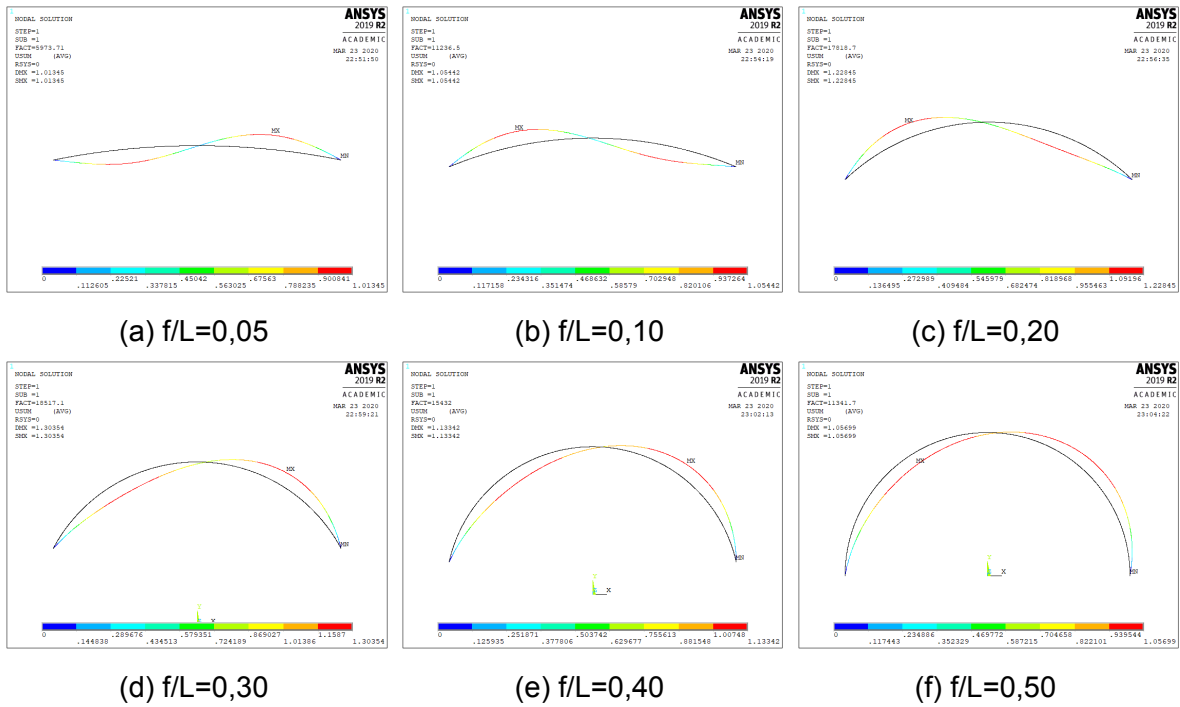 1
NODAL SOLUTION
STEP=1
SUB =1
FACT=5973.71
USUM (AVG)
RSYS=0
DMX =1.01345
SMX =1.01345
ANSYS
2019 R2
ACADEMIC
MAR 23 2020
22:51:50
MX
MN
0 .22521 .45042 .67563 .900841
.112605 .337815 .563025 .788235 1.01345
(a) f/L=0,05
1
NODAL SOLUTION
STEP=1
SUB =1
FACT=11236.5
USUM (AVG)
RSYS=0
DMX =1.05442
SMX =1.05442
ANSYS
2019 R2
ACADEMIC
MAR 23 2020
22:54:19
MX
MN
0 .234316 .468632 .702948 .937264
.117158 .351474 .58579 .820106 1.05442
(b) f/L=0,10
1
NODAL SOLUTION
STEP=1
SUB =1
FACT=17818.7
USUM (AVG)
RSYS=0
DMX =1.22845
SMX =1.22845
ANSYS
2019 R2
ACADEMIC
MAR 23 2020
22:56:35
MX
MN
0 .272989 .545979 .818968 1.09196
.136495 .409484 .682474 .955463 1.22845
(c) f/L=0,20
1
NODAL SOLUTION
STEP=1
SUB =1
FACT=18517.1
USUM (AVG)
RSYS=0
DMX =1.30354
SMX =1.30354
ANSYS
2019 R2
ACADEMIC
MAR 23 2020
22:59:21
MX
MN
Y
X
0 .289676 .579351 .869027 1.1587
.144838 .434513 .724189 1.01386 1.30354
(d) f/L=0,30
1
NODAL SOLUTION
STEP=1
SUB =1
FACT=15432
USUM (AVG)
RSYS=0
DMX =1.13342
SMX =1.13342
ANSYS
2019 R2
ACADEMIC
MAR 23 2020
23:02:13
MX
MN
Y
Z X
0 .251871 .503742 .755613 1.00748
.125935 .377806 .629677 .881548 1.13342
(e) f/L=0,40
1
NODAL SOLUTION
STEP=1
SUB =1
FACT=11341.7
USUM (AVG)
RSYS=0
DMX =1.05699
SMX =1.05699
ANSYS
2019 R2
ACADEMIC
MAR 23 2020
23:04:22
MX
MN
Y
Z X
0 .234886 .469772 .704658 .939544
.117443 .352329 .587215 .822101 1.05699
(f) f/L=0,50